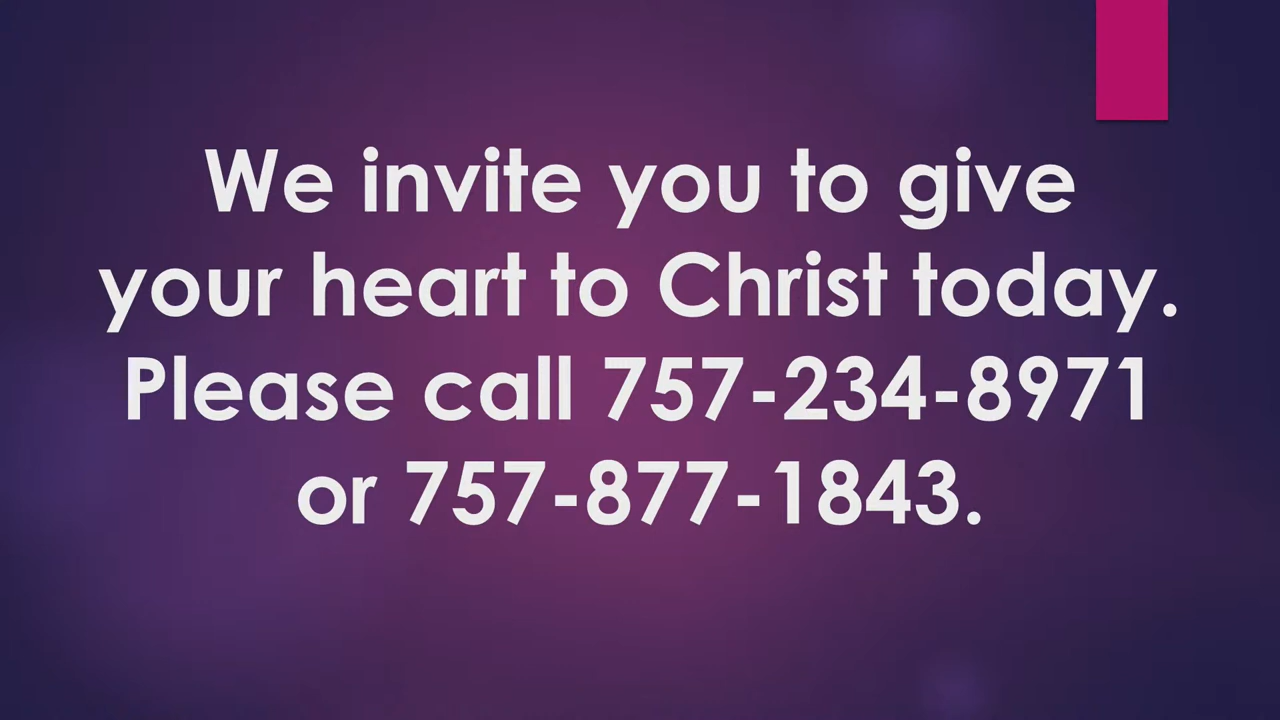 We invite you to give
your heart to Christ today.
Please call 757-234-8971
or 757-877-1843.